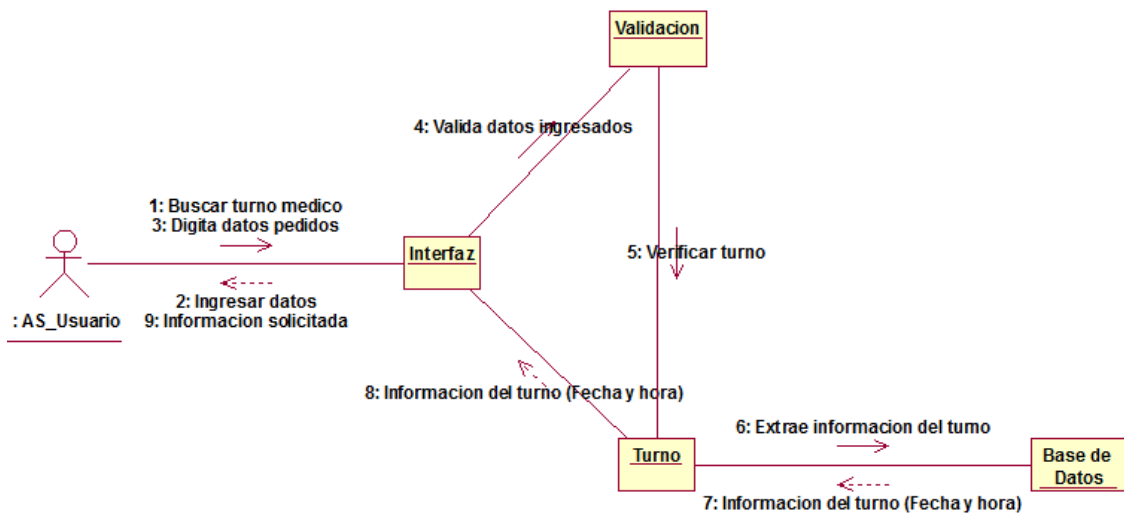 Validacion
4: Valida datos ingresados
1: Buscar turno medico
3: Digita datos pedidos
Interfaz
5: Verificar turno
2: Ingresar datos
: AS_Usuario
9: Informacion solicitada
8: Informacion del turno (Fecha y hora)
6: Extrae informacion del turno
Turno
Base de
Datos
7: Informacion del turno (Fecha y hora)